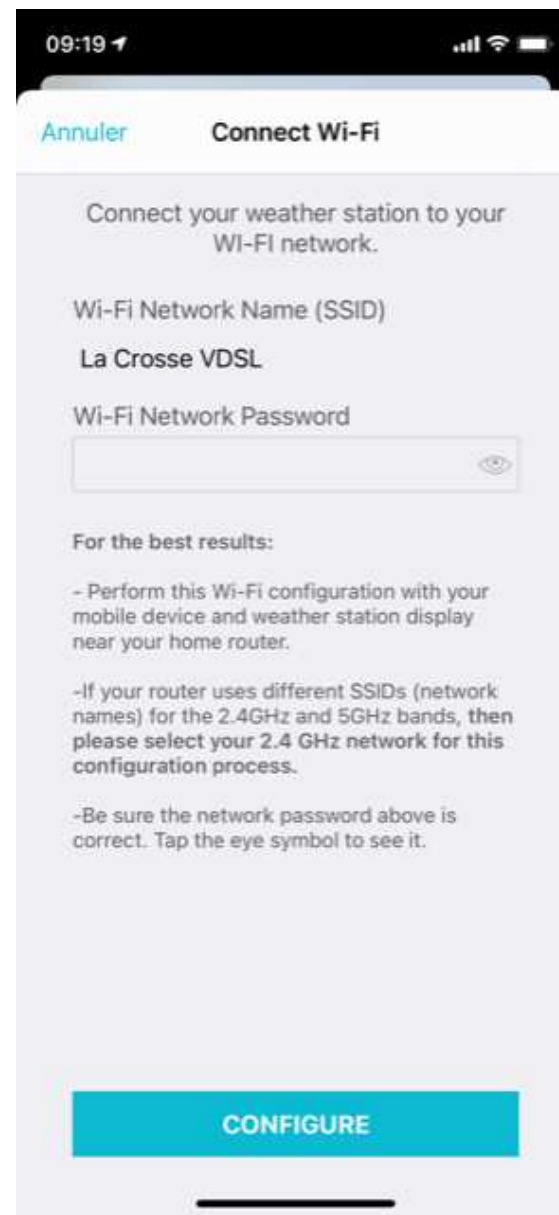 09:19
Annuler
Connect Wi-Fi
Connect your weather station to your
WI-FI network.
Wi-Fi Network Name (SSID)
La Crosse VDSL
Wi-Fi Network Password
For the best results:
- Perform this Wi-Fi configuration with your
mobile device and weather station display
near your home router.
-If your router uses different SSIDs (network
names) for the 2.4GHz and 5GHz bands, then
please select your 2.4 GHz network for this
configuration process.
-Be sure the network password above is
correct. Tap the eye symbol to see it.
CONFIGURE